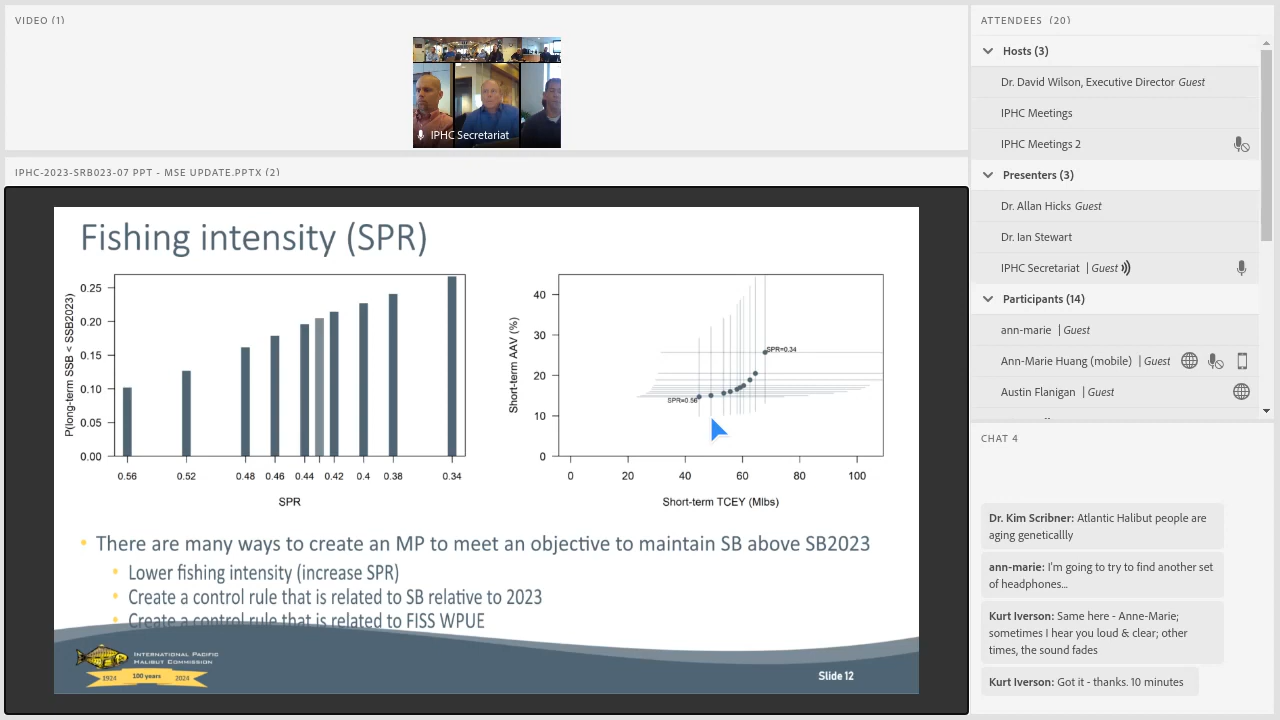 VIDEO (1)
IPHC Secretariat
IPHC-2023-SRB023-07 PPT - MSE UPDATE.PPTX (2)
Fishing intensity (SPR)
P(long-term SSB < SSB2023)
0.25
0.20
0.15
0.10
0.05
0.00
0.56
0.52
0.48
0.46
0.44
0.42
0.4
0.38
0.34
SPR
Short-term AAV (%)
40
30
20
10
0
SPR=0.34
SPR=0.56
0
20
40
60
80
100
Short-term TCEY (Mlbs)
• There are many ways to create an MP to meet an objective to maintain SB above SB2023
• Lower fishing intensity (increase SPR)
• Create a control rule that is related to SB relative to 2023
• Create a control rule that is related to FISS WPUE
INTERNATIONAL PACIFIC
HALIBUT COMMISSION
1924
100 years
2024
Slide 12
ATTENDEES (20)
Hosts (3)
Dr. David Wilson, Executive Director Guest
IPHC Meetings
IPHC Meetings 2
Presenters (3)
Dr. Allan Hicks Guest
Dr. Ian Stewart
IPHC Secretariat | Guest
Participants (14)
ann-marie | Guest
Ann-Marie Huang (mobile) | Guest
Austin Flanigan | Guest
CHAT 4
Dr. Kim Scribner: Atlantic Halibut people are
aging geneticallly
ann-marie: I'm going to try to find another set
of headphones...
Kurt Iverson: Same here - Anne-Marie;
sometimes I hear you loud & clear; other
times, the sound fades
Kurt Iverson: Got it - thanks. 10 minutes